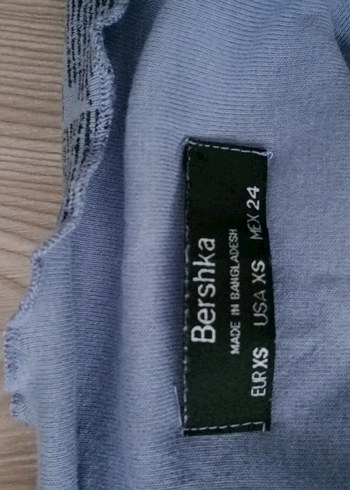 Bershka
MADE IN BANGLADESH
EUR XS USA XS MEX 24